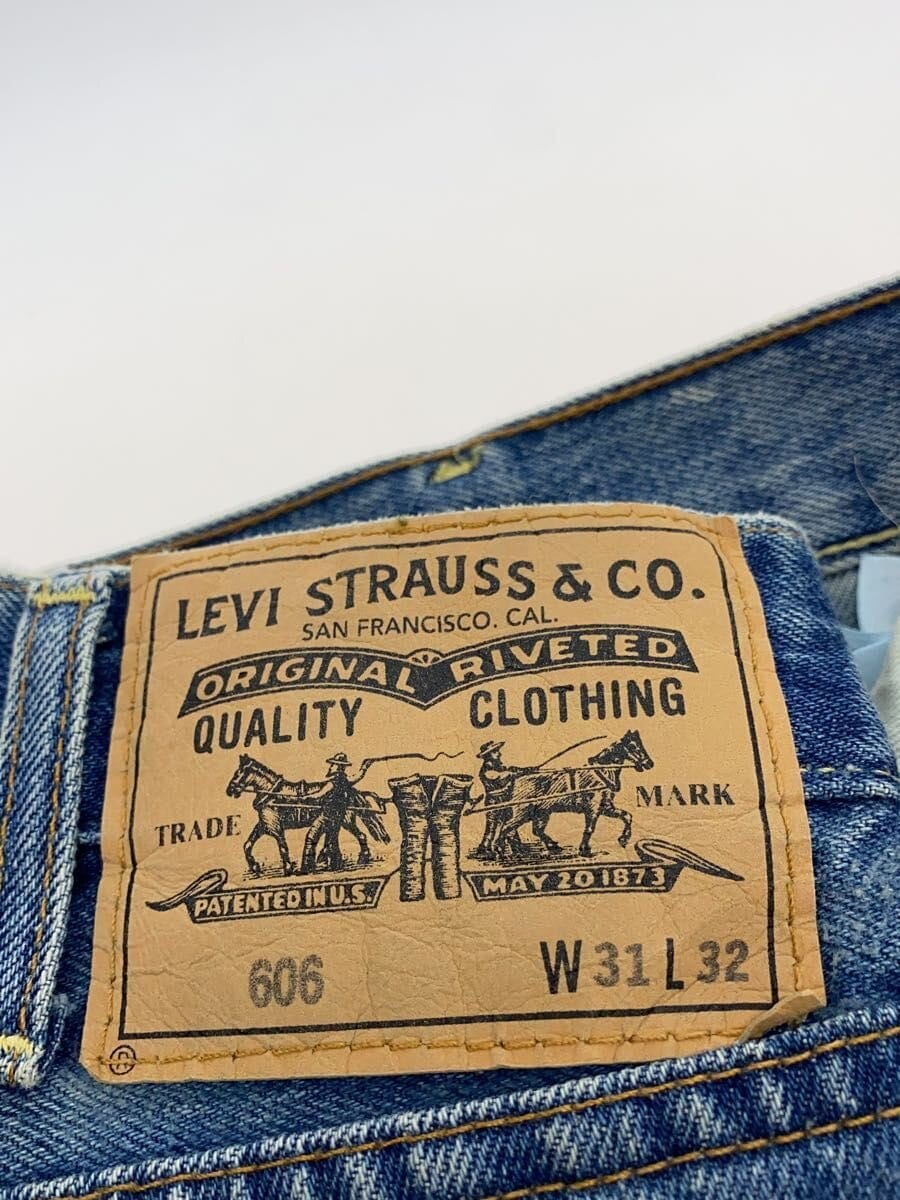 LEVI STRAUSS & CO.
SAN FRANCISCO. CAL.
ORIGINAL RIVETED
QUALITY CLOTHING
TRADE MARK
PATENTED IN U.S. MAY 20 1873
606 W 31 L 32